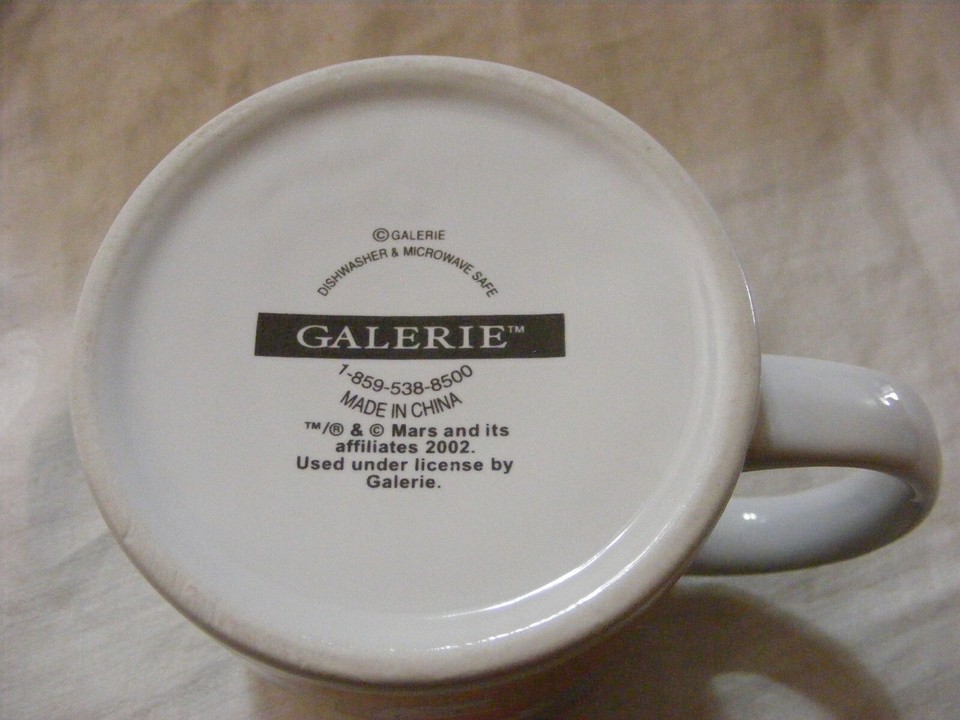 ©GALERIE
DISHWASHER & MICROWAVE SAFE
GALERIE™
1-859-538-8500
MADE IN CHINA
™/® & © Mars and its
affiliates 2002.
Used under license by
Galerie.